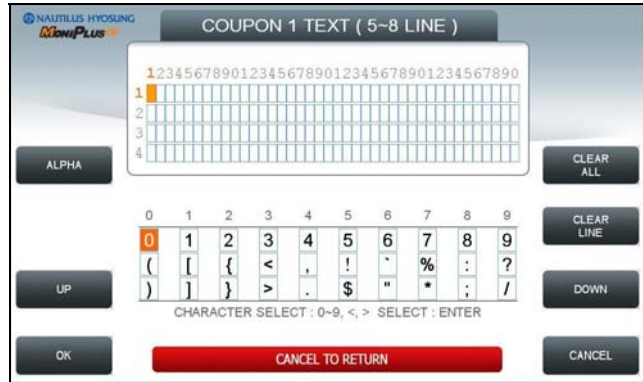 NAUTILUS HYOSUNG
MoniPlus CE
COUPON 1 TEXT ( 5~8 LINE )
1234567890123456789012345678901234567890
1
2
3
4
ALPHA
CLEAR ALL
0 1 2 3 4 5 6 7 8 9
0 1 2 3 4 5 6 7 8 9
( [ { < , ! ` % : ?
) ] } > . $ " * ; /
CLEAR LINE
UP
DOWN
CHARACTER SELECT : 0~9, <, > SELECT : ENTER
OK
CANCEL TO RETURN
CANCEL